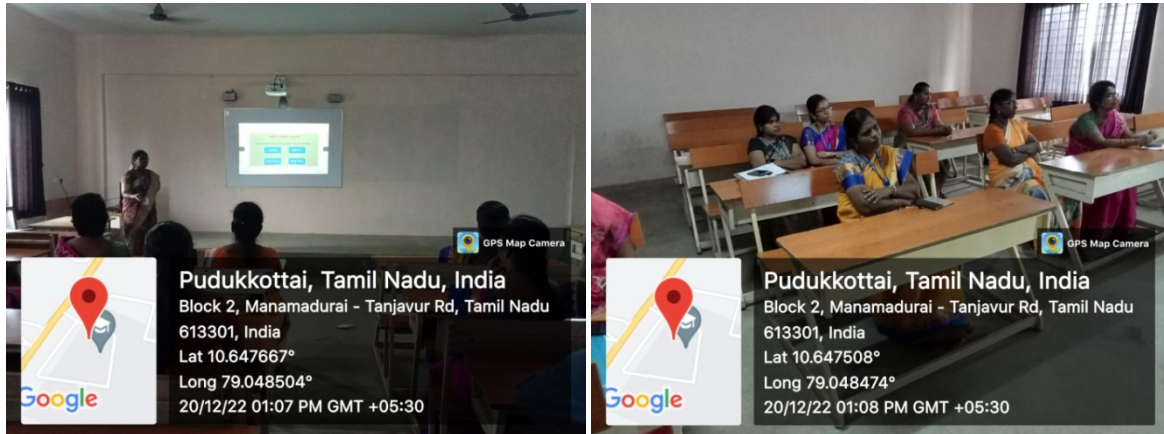 GPS Map Camera
Pudukkottai, Tamil Nadu, India
Block 2, Manamadurai - Tanjavur Rd, Tamil Nadu
613301, India
Lat 10.647667°
Long 79.048504°
20/12/22 01:07 PM GMT +05:30
Google
GPS Map Camera
Pudukkottai, Tamil Nadu, India
Block 2, Manamadurai - Tanjavur Rd, Tamil Nadu
613301, India
Lat 10.647508°
Long 79.048474°
20/12/22 01:08 PM GMT +05:30
Google